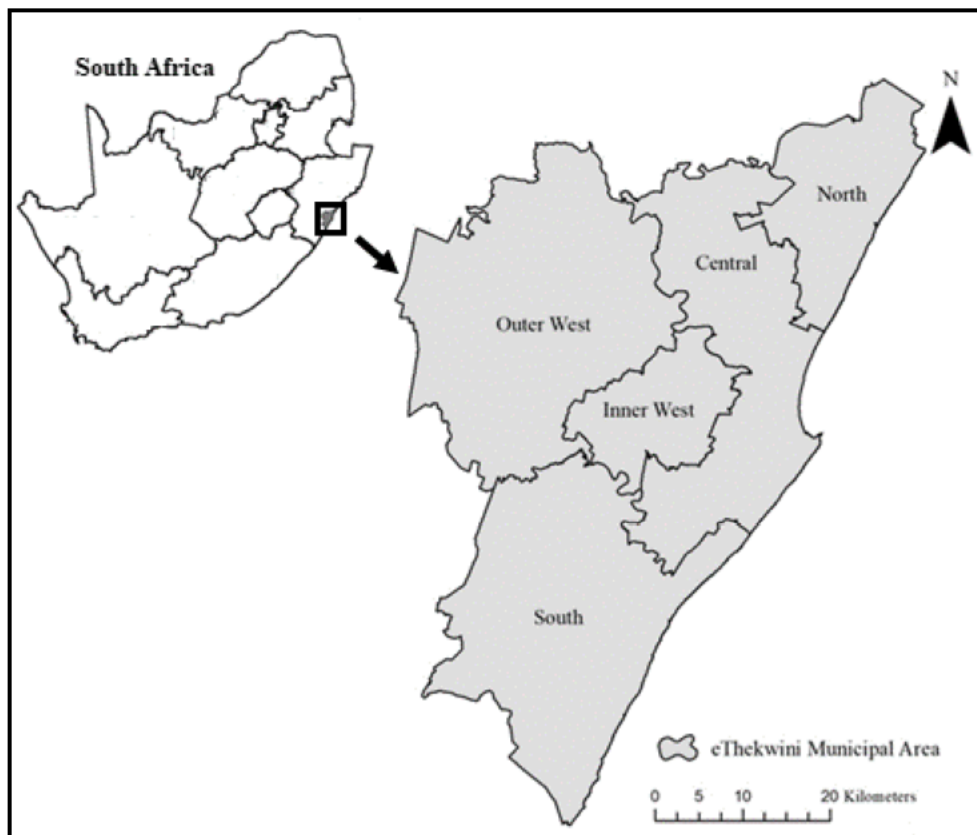 South Africa
N
North
Central
Outer West
Inner West
South
eThekwini Municipal Area
0 5 10 20 Kilometers